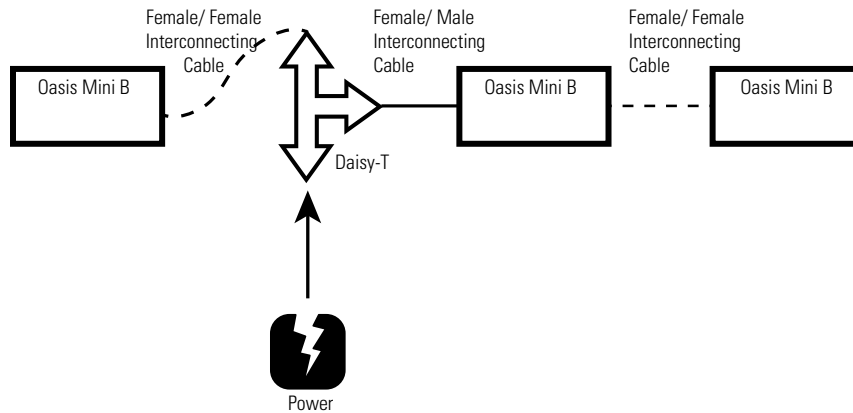 Female/ Female
Interconnecting
Cable
Female/ Male
Interconnecting
Cable
Female/ Female
Interconnecting
Cable
Oasis Mini B
Oasis Mini B
Oasis Mini B
Daisy-T
Power